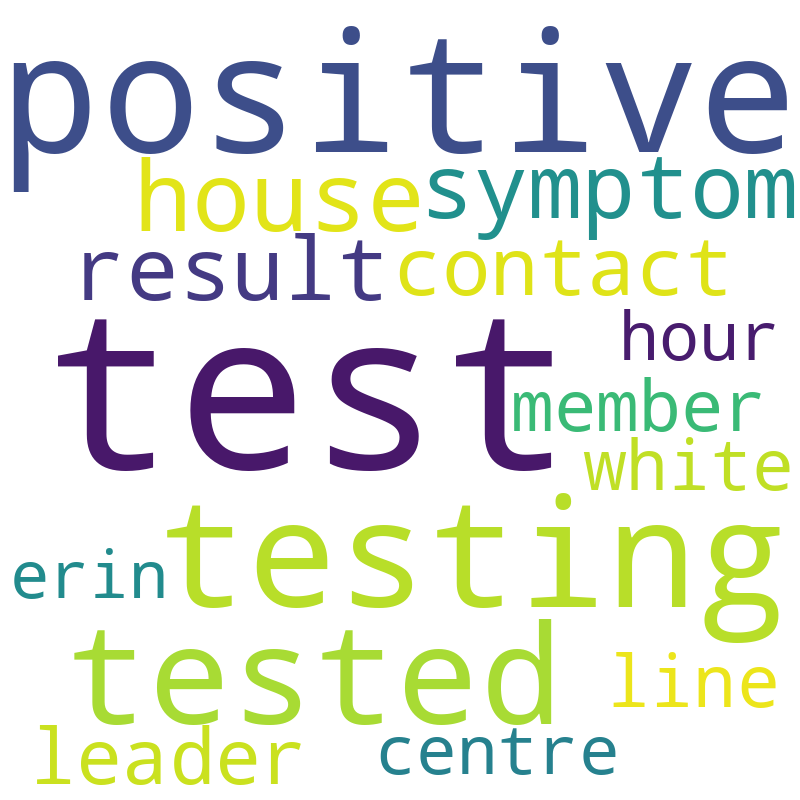 positive
house symptom
result contact
test hour
member
white
testing
erin
tested line
leader centre